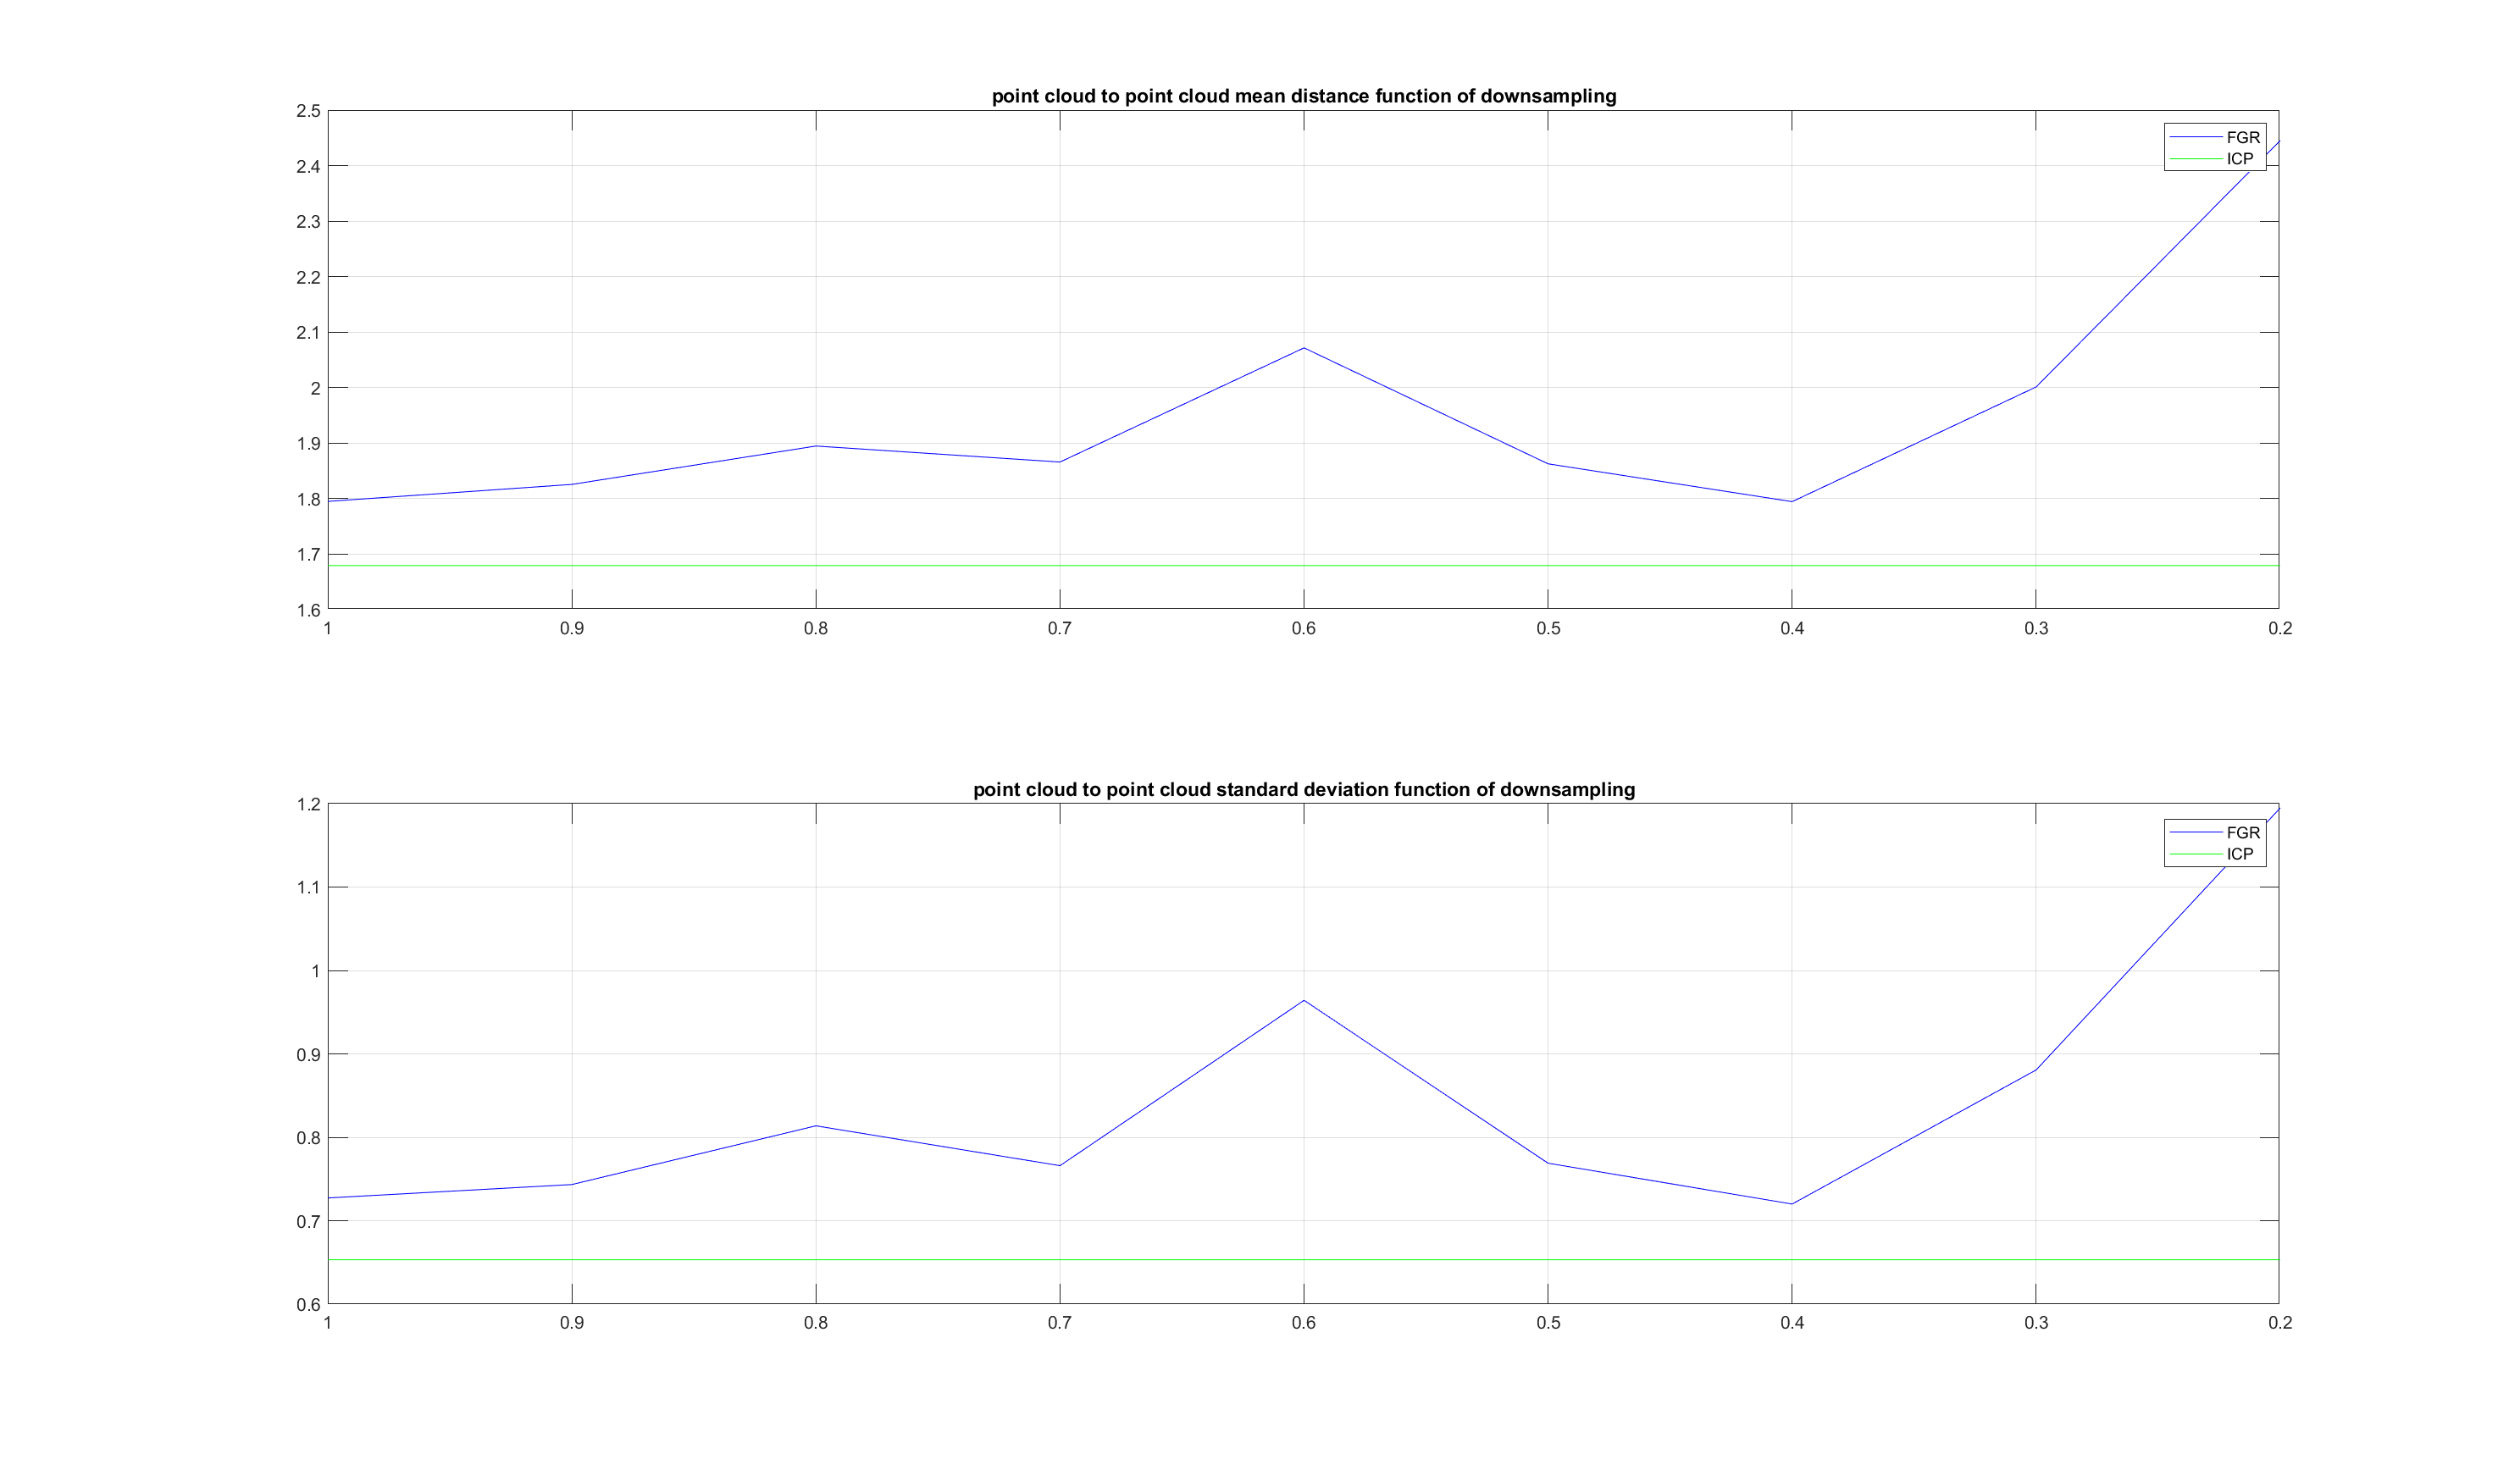 point cloud to point cloud mean distance function of downsampling
2.5
2.4
2.3
2.2
2.1
2
1.9
1.8
1.7
1.6
FGR
ICP
1 0.9 0.8 0.7 0.6 0.5 0.4 0.3 0.2
point cloud to point cloud standard deviation function of downsampling
1.2
1.1
1
0.9
0.8
0.7
0.6
FGR
ICP
1 0.9 0.8 0.7 0.6 0.5 0.4 0.3 0.2